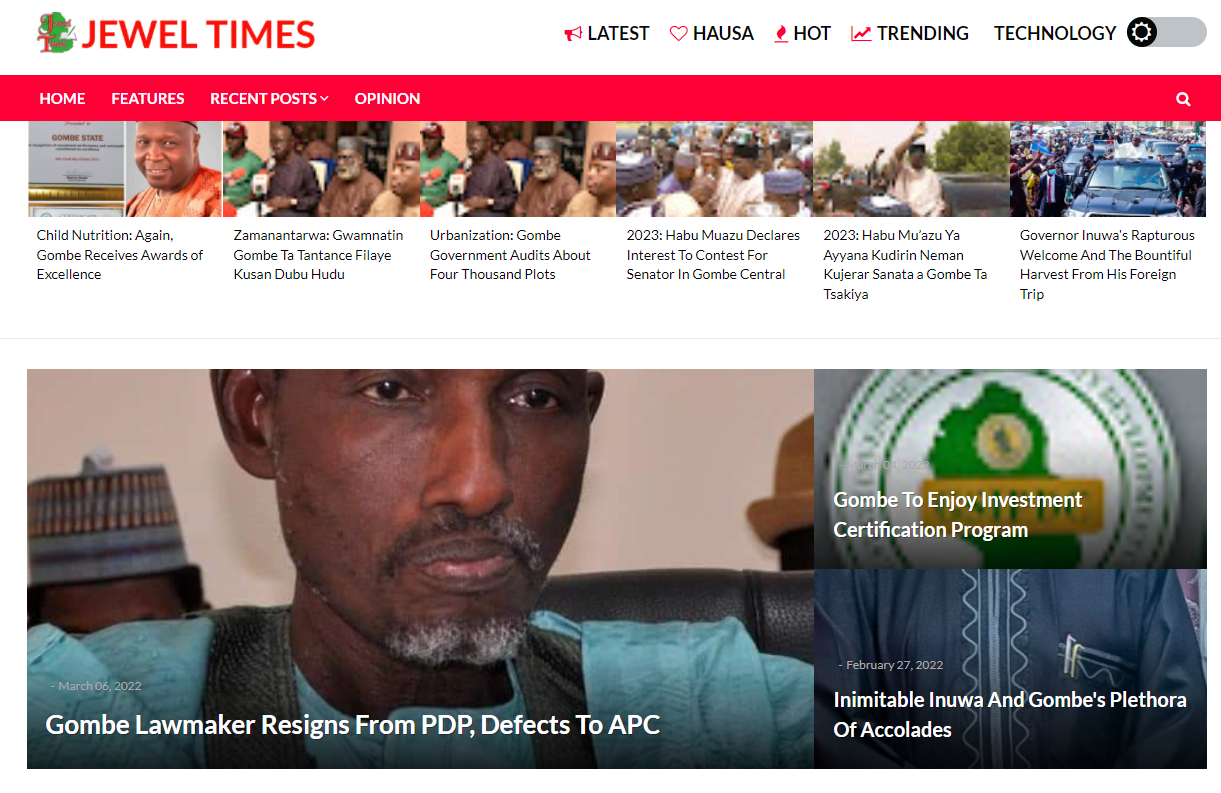 JEWEL TIMES
LATEST
HAUSA
HOT
TRENDING
TECHNOLOGY
HOME
FEATURES
RECENT POSTS
OPINION
GOMBE STATE
Child Nutrition: Again,
Gombe Receives Awards of
Excellence
Zamanantarwa: Gwamnatin
Gombe Ta Tantance Filaye
Kusan Dubu Hudu
Urbanization: Gombe
Government Audits About
Four Thousand Plots
2023: Habu Muazu Declares
Interest To Contest For
Senator In Gombe Central
2023: Habu Mu'azu Ya
Ayyana Kudirin Neman
Kujerar Sanata a Gombe Ta
Tsakiya
Governor Inuwa's Rapturous
Welcome And The Bountiful
Harvest From His Foreign
Trip
- March 06, 2022
Gombe Lawmaker Resigns From PDP, Defects To APC
Gombe To Enjoy Investment
Certification Program
- February 27, 2022
Inimitable Inuwa And Gombe's Plethora
Of Accolades